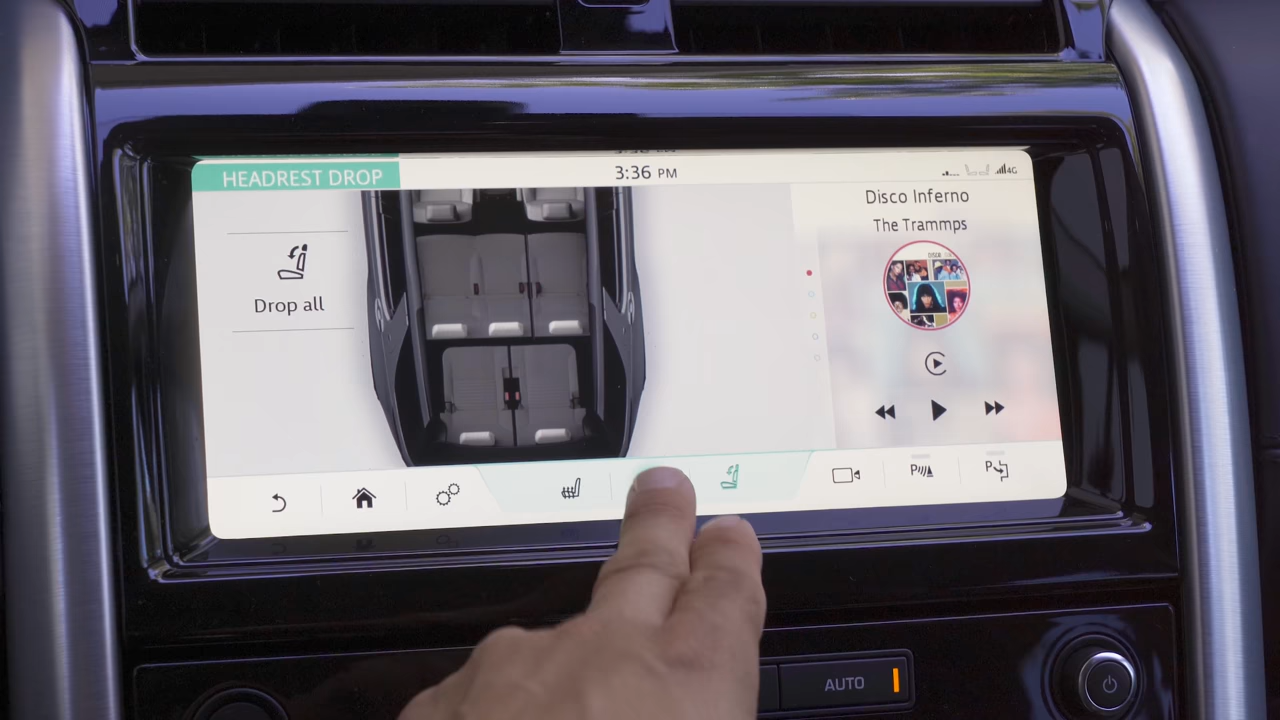 HEADREST DROP
3:36 PM
4G
Drop all
Disco Inferno
The Trammps
DISCO
P
P
AUTO